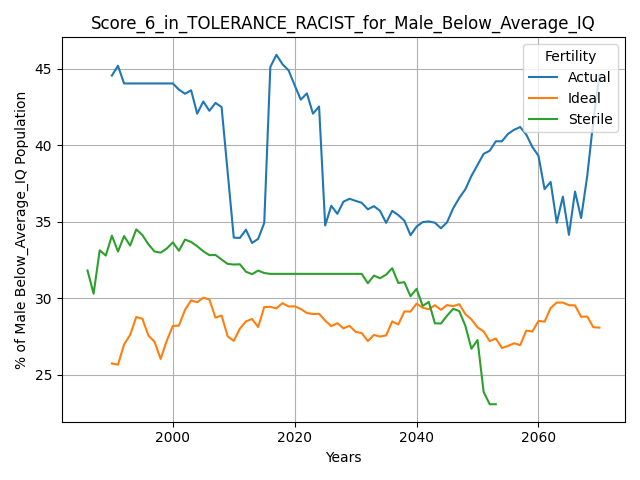 Score_6_in_TOLERANCE_RACIST_for_Male_Below_Average_IQ
Fertility
Actual
Ideal
Sterile
% of Male Below_Average_IQ Population
45
40
35
30
25
2000 2020 2040 2060
Years